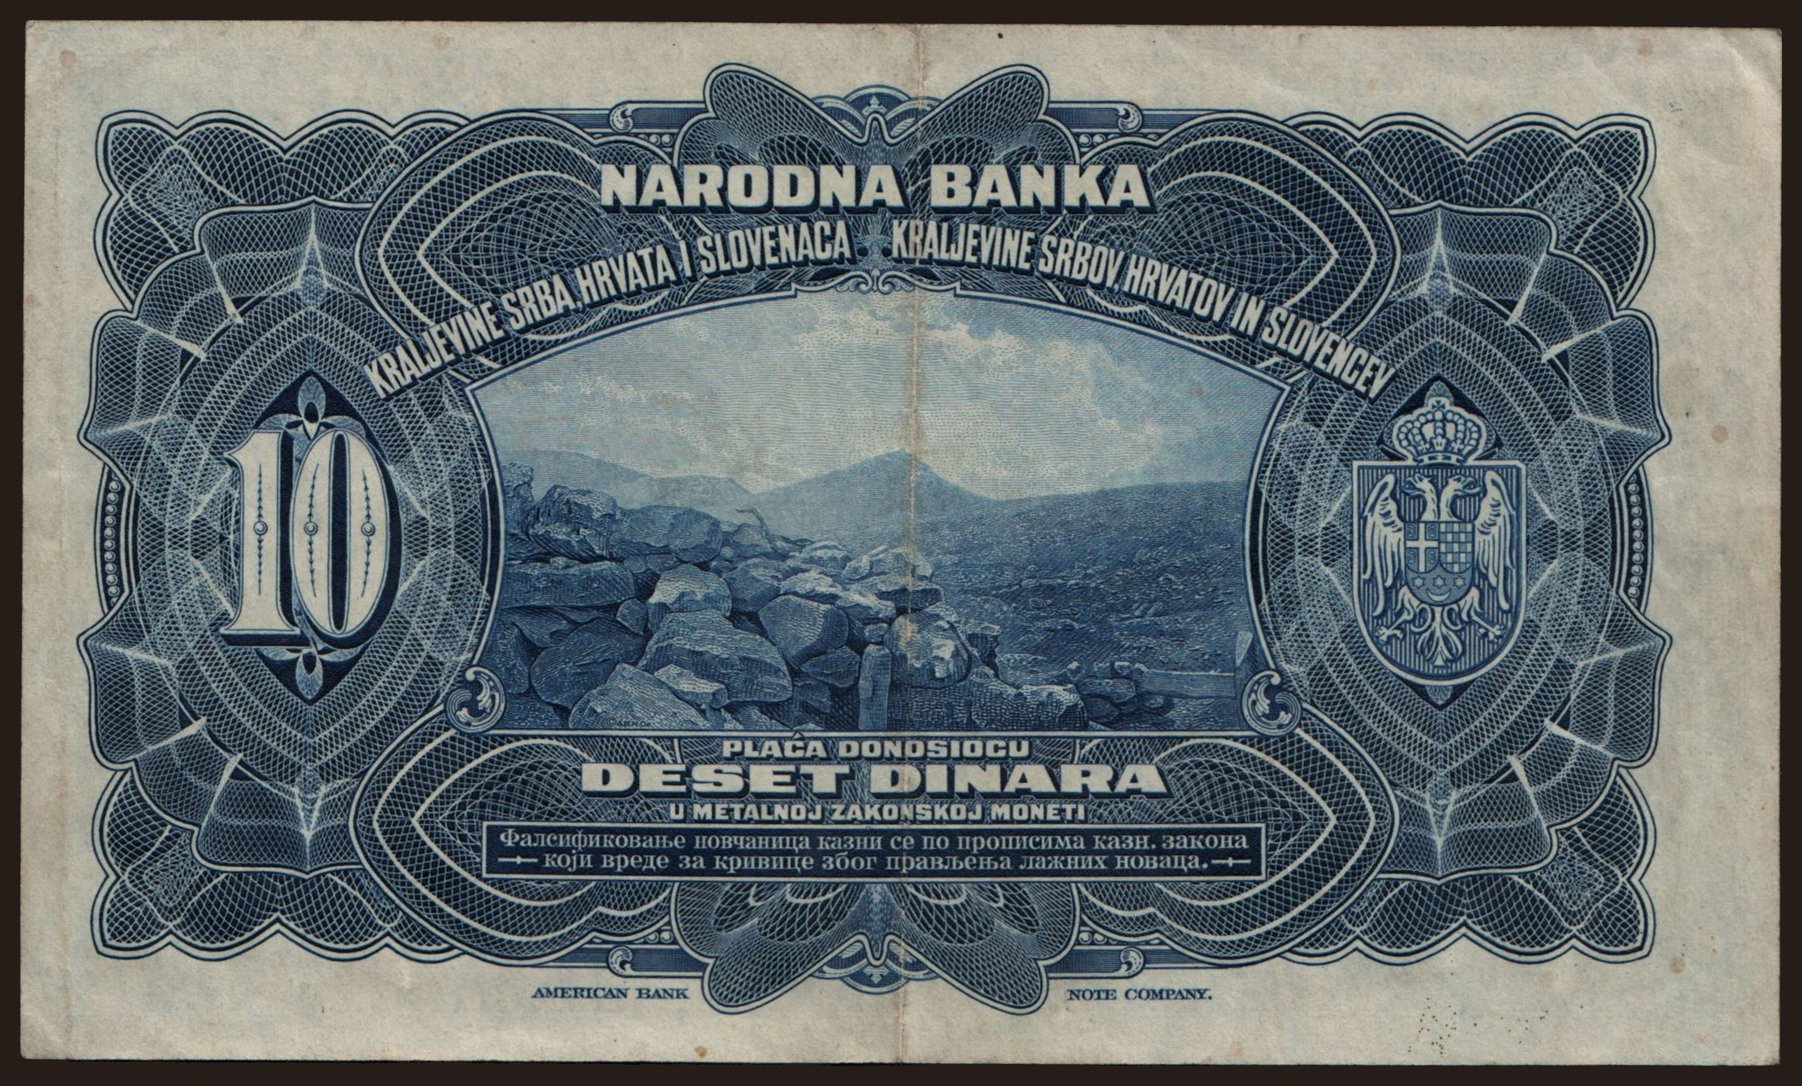 NARODNA BANKA
KRALJEVINE SRBA, HRVATA I SLOVENACA KRALJEVINE SRBOV, HRVATOV IN SLOVENCEV
10
PLAĆA DONOSIOCU
DESET DINARA
U METALNOJ ZAKONSKOJ MONETI
Фалсификовање новчаница казни се по прописима казн. закона
који вреде за кривице због прављења лажних новаца.
AMERICAN BANK NOTE COMPANY.